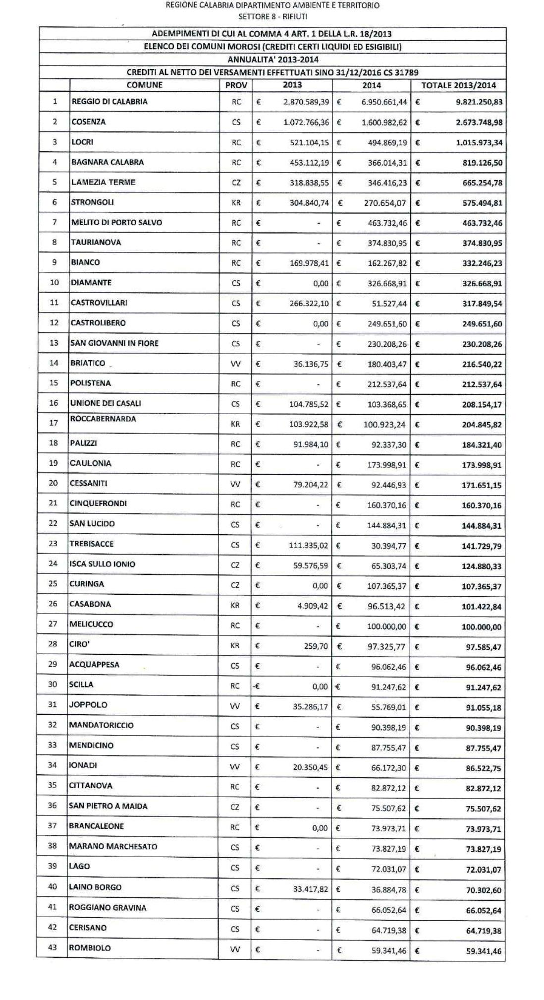 REGIONE CALABRIA DIPARTIMENTO AMBIENTE E TERRITORIO
SETTORE 8 - RIFIUTI
ADEMPIMENTI DI CUI AL COMMA 4 ART. 1 DELLA L.R. 18/2013
ELENCO DEI COMUNI MOROSI (CREDITI CERTI LIQUIDI ED ESIGIBILI)
ANNUALITA' 2013-2014
CREDITI AL NETTO DEI VERSAMENTI EFFETTUATI SINO 31/12/2016 CS 31789
COMUNE PROV 2013 2014 TOTALE 2013/2014
1 REGGIO DI CALABRIA RC € 2.870.589,39 € 6.950.661,44 € 9.821.250,83
2 COSENZA CS € 1.072.766,36 € 1.600.982,62 € 2.673.748,98
3 LOCRI RC € 521.104,15 € 494.869,19 € 1.015.973,34
4 BAGNARA CALABRA RC € 453.112,19 € 366.014,31 € 819.126,50
5 LAMEZIA TERME CZ € 318.838,55 € 346.416,23 € 665.254,78
6 STRONGOLI KR € 304.840,74 € 270.654,07 € 575.494,81
7 MELITO DI PORTO SALVO RC € - € 463.732,46 € 463.732,46
8 TAURIANOVA RC € - € 374.830,95 € 374.830,95
9 BIANCO RC € 169.978,41 € 162.267,82 € 332.246,23
10 DIAMANTE CS € 0,00 € 326.668,91 € 326.668,91
11 CASTROVILLARI CS € 266.322,10 € 51.527,44 € 317.849,54
12 CASTROLIBERO CS € 0,00 € 249.651,60 € 249.651,60
13 SAN GIOVANNI IN FIORE CS € - € 230.208,26 € 230.208,26
14 BRIATICO VV € 36.136,75 € 180.403,47 € 216.540,22
15 POLISTENA RC € - € 212.537,64 € 212.537,64
16 UNIONE DEI CASALI CS € 104.785,52 € 103.368,65 € 208.154,17
17 ROCCABERNARDA KR € 103.922,58 € 100.923,24 € 204.845,82
18 PALIZZI RC € 91.984,10 € 92.337,30 € 184.321,40
19 CAULONIA RC € - € 173.998,91 € 173.998,91
20 CESSANITI VV € 79.204,22 € 92.446,93 € 171.651,15
21 CINQUEFRONDI RC € - € 160.370,16 € 160.370,16
22 SAN LUCIDO CS € - € 144.884,31 € 144.884,31
23 TREBISACCE CS € 111.335,02 € 30.394,77 € 141.729,79
24 ISCA SULLO IONIO CZ € 59.576,59 € 65.303,74 € 124.880,33
25 CURINGA CZ € 0,00 € 107.365,37 € 107.365,37
26 CASABONA KR € 4.909,42 € 96.513,42 € 101.422,84
27 MELICUCCO RC € - € 100.000,00 € 100.000,00
28 CIRO' KR € 259,70 € 97.325,77 € 97.585,47
29 ACQUAPPESA CS € - € 96.062,46 € 96.062,46
30 SCILLA RC -€ 0,00 € 91.247,62 € 91.247,62
31 JOPPOLO VV € 35.286,17 € 55.769,01 € 91.055,18
32 MANDATORICCIO CS € - € 90.398,19 € 90.398,19
33 MENDICINO CS € - € 87.755,47 € 87.755,47
34 IONADI VV € 20.350,45 € 66.172,30 € 86.522,75
35 CITTANOVA RC € - € 82.872,12 € 82.872,12
36 SAN PIETRO A MAIDA CZ € - € 75.507,62 € 75.507,62
37 BRANCALEONE RC € 0,00 € 73.973,71 € 73.973,71
38 MARANO MARCHESATO CS € - € 73.827,19 € 73.827,19
39 LAGO CS € - € 72.031,07 € 72.031,07
40 LAINO BORGO CS € 33.417,82 € 36.884,78 € 70.302,60
41 ROGGIANO GRAVINA CS € - € 66.052,64 € 66.052,64
42 CERISANO CS € - € 64.719,38 € 64.719,38
43 ROMBIOLO VV € - € 59.341,46 € 59.341,46